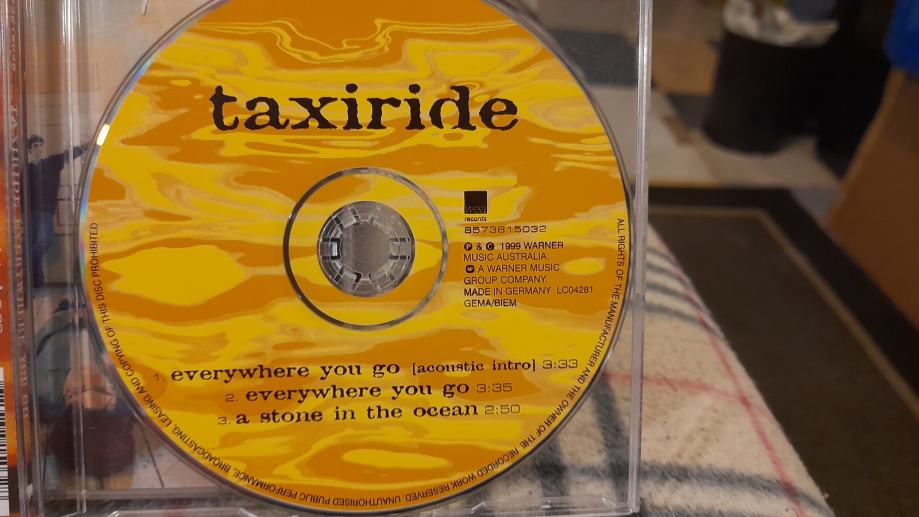 taxiride
wea
records
8573815032
℗ & © 1999 WARNER
MUSIC AUSTRALIA.
A WARNER MUSIC
GROUP COMPANY.
MADE IN GERMANY LC04281
GEMA/BIEM
1. everywhere you go [acoustic intro] 3:33
2. everywhere you go 3:35
3. a stone in the ocean 2:50
ALL RIGHTS OF THE MANUFACTURER AND THE OWNER OF THE RECORDED WORK RESERVED. UNAUTHORISED PUBLIC PERFORMANCE, BROADCASTING, LEASING AND COPYING OF THIS DISC PROHIBITED